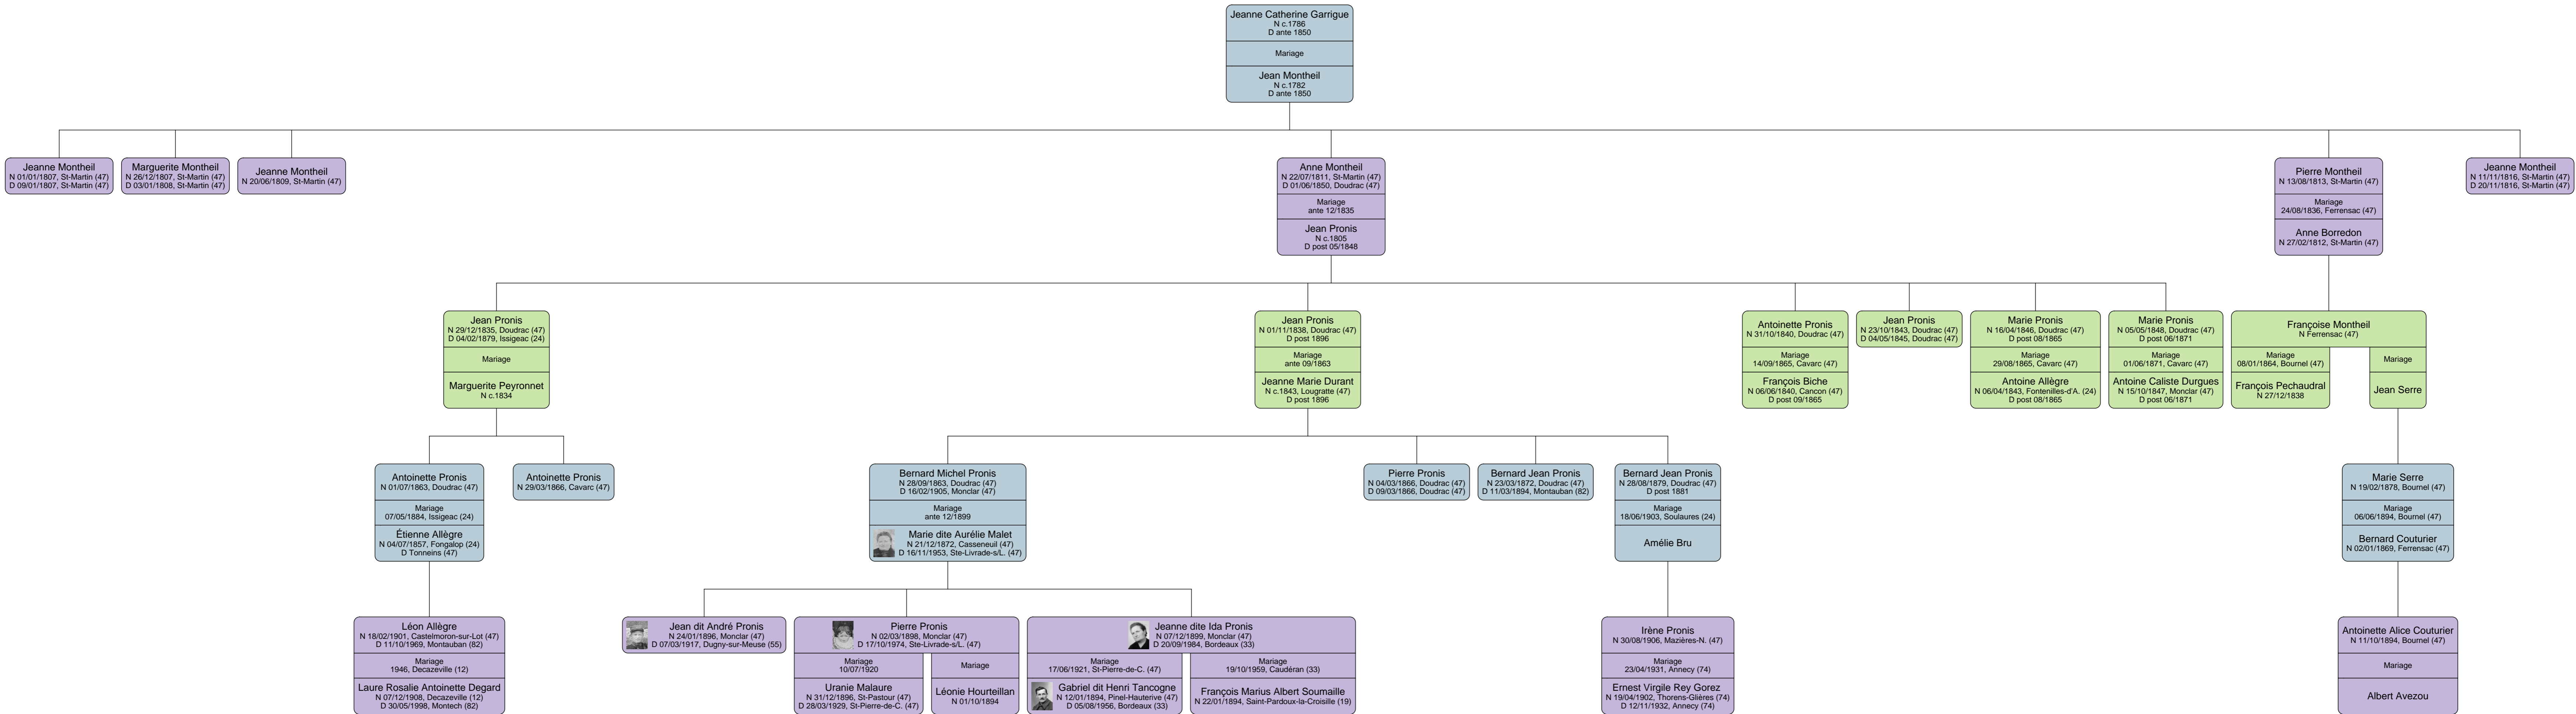 Jeanne Catherine Garrigue
N c.1786
D ante 1850
Mariage
Jean Montheil
N c.1782
D ante 1850
Jeanne Montheil
N 01/01/1807, St-Martin (47)
D 09/01/1807, St-Martin (47)
Marguerite Montheil
N 26/12/1807, St-Martin (47)
D 03/01/1808, St-Martin (47)
Jeanne Montheil
N 20/06/1809, St-Martin (47)
Anne Montheil
N 22/07/1811, St-Martin (47)
D 01/06/1850, Doudrac (47)
Mariage
ante 12/1835
Jean Pronis
N c.1805
D post 05/1848
Pierre Montheil
N 13/08/1813, St-Martin (47)
Mariage
24/08/1836, Ferrensac (47)
Anne Borredon
N 27/02/1812, St-Martin (47)
Jeanne Montheil
N 11/11/1816, St-Martin (47)
D 20/11/1816, St-Martin (47)
Jean Pronis
N 29/12/1835, Doudrac (47)
D 04/02/1879, Issigeac (24)
Mariage
Marguerite Peyronnet
N c.1834
Jean Pronis
N 01/11/1838, Doudrac (47)
D post 1896
Mariage
ante 09/1863
Jeanne Marie Durant
N c.1843, Lougratte (47)
D post 1896
Antoinette Pronis
N 31/10/1840, Doudrac (47)
Mariage
14/09/1865, Cavarc (47)
François Biche
N 06/06/1840, Cancon (47)
D post 09/1865
Jean Pronis
N 23/10/1843, Doudrac (47)
D 04/05/1845, Doudrac (47)
Marie Pronis
N 16/04/1846, Doudrac (47)
D post 08/1865
Mariage
29/08/1865, Cavarc (47)
Antoine Allègre
N 06/04/1843, Fontenilles-d'A. (24)
D post 08/1865
Marie Pronis
N 05/05/1848, Doudrac (47)
D post 06/1871
Mariage
01/06/1871, Cavarc (47)
Antoine Caliste Durgues
N 15/10/1847, Monclar (47)
D post 06/1871
Françoise Montheil
N Ferrensac (47)
Mariage
08/01/1864, Bournel (47)
François Pechaudral
N 27/12/1838
Mariage
Jean Serre
Antoinette Pronis
N 01/07/1863, Doudrac (47)
Mariage
07/05/1884, Issigeac (24)
Étienne Allègre
N 04/07/1857, Fongalop (24)
D Tonneins (47)
Antoinette Pronis
N 29/03/1866, Cavarc (47)
Bernard Michel Pronis
N 28/09/1863, Doudrac (47)
D 16/02/1905, Monclar (47)
Mariage
ante 12/1899
Marie dite Aurélie Malet
N 21/12/1872, Casseneuil (47)
D 16/11/1953, Ste-Livrade-s/L. (47)
Pierre Pronis
N 04/03/1866, Doudrac (47)
D 09/03/1866, Doudrac (47)
Bernard Jean Pronis
N 23/03/1872, Doudrac (47)
D 11/03/1894, Montauban (82)
Bernard Jean Pronis
N 28/08/1879, Doudrac (47)
D post 1881
Mariage
18/06/1903, Soulaures (24)
Amélie Bru
Marie Serre
N 19/02/1878, Bournel (47)
Mariage
06/06/1894, Bournel (47)
Bernard Couturier
N 02/01/1869, Ferrensac (47)
Léon Allègre
N 18/02/1901, Castelmoron-sur-Lot (47)
D 11/10/1969, Montauban (82)
Mariage
1946, Decazeville (12)
Laure Rosalie Antoinette Degard
N 07/12/1908, Decazeville (12)
D 30/05/1998, Montech (82)
Jean dit André Pronis
N 24/01/1896, Monclar (47)
D 07/03/1917, Dugny-sur-Meuse (55)
Pierre Pronis
N 02/03/1898, Monclar (47)
D 17/10/1974, Ste-Livrade-s/L. (47)
Mariage
10/07/1920
Uranie Malaure
N 31/12/1896, St-Pastour (47)
D 28/03/1929, St-Pierre-de-C. (47)
Mariage
Léonie Hourteillan
N 01/10/1894
Jeanne dite Ida Pronis
N 07/12/1899, Monclar (47)
D 20/09/1984, Bordeaux (33)
Mariage
17/06/1921, St-Pierre-de-C. (47)
Gabriel dit Henri Tancogne
N 12/01/1894, Pinel-Hauterive (47)
D 05/08/1956, Bordeaux (33)
Mariage
19/10/1959, Caudéran (33)
François Marius Albert Soumaille
N 22/01/1894, Saint-Pardoux-la-Croisille (19)
Irène Pronis
N 30/08/1906, Mazières-N. (47)
Mariage
23/04/1931, Annecy (74)
Ernest Virgile Rey Gorez
N 19/04/1902, Thorens-Glières (74)
D 12/11/1932, Annecy (74)
Antoinette Alice Couturier
N 11/10/1894, Bournel (47)
Mariage
Albert Avezou